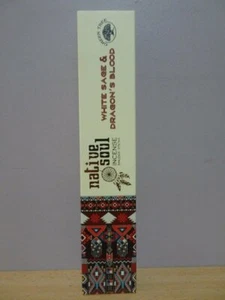 WHITE SAGE &
DRAGON'S BLOOD
native
soul
INCENSE